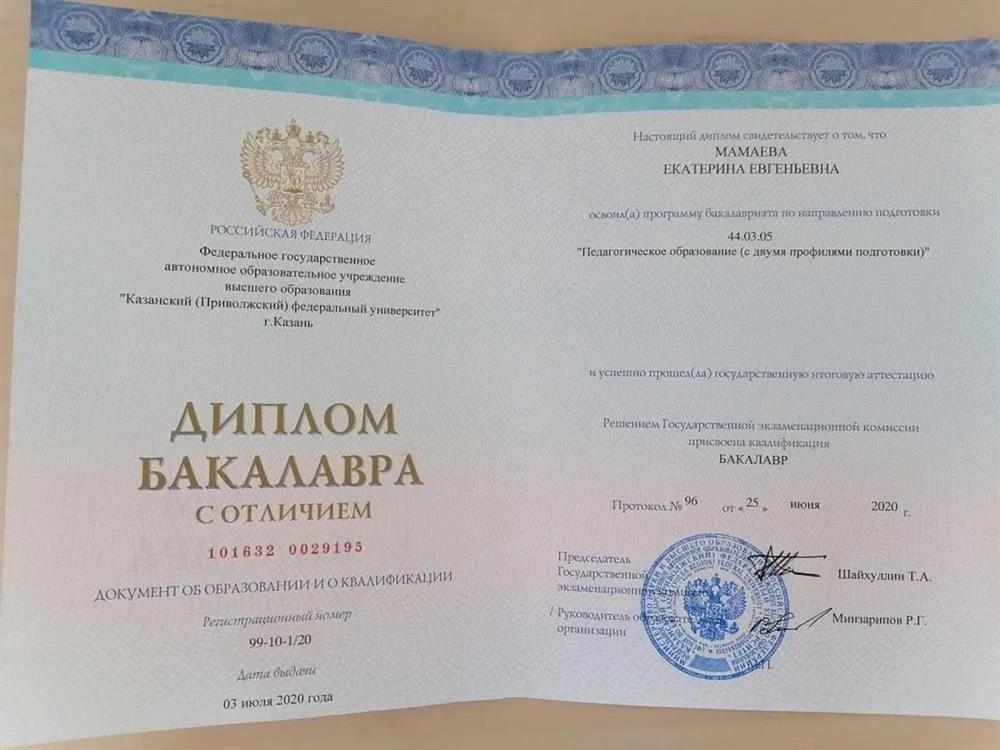 РОССИЙСКАЯ ФЕДЕРАЦИЯ
Федеральное государственное
автономное образовательное учреждение
высшего образования
"Казанский (Приволжский) федеральный университет"
г.Казань
ДИПЛОМ
БАКАЛАВРА
С ОТЛИЧИЕМ
101632 0029195
ДОКУМЕНТ ОБ ОБРАЗОВАНИИ И О КВАЛИФИКАЦИИ
Регистрационный номер
99-10-1/20
Дата выдачи
03 июля 2020 года
Настоящий диплом свидетельствует о том, что
МАМАЕВА
ЕКАТЕРИНА ЕВГЕНЬЕВНА
освоил(а) программу бакалавриата по направлению подготовки
44.03.05
"Педагогическое образование (с двумя профилями подготовки)"
и успешно прошел(ла) государственную итоговую аттестацию
Решением Государственной экзаменационной комиссии
присвоена квалификация
БАКАЛАВР
Протокол № 96 от « 25 » июня 2020 г.
Председатель
Государственной
экзаменационной Шайхуллин Т.А.
/ Руководитель Минзарипов Р.Г.
организации
М.П.